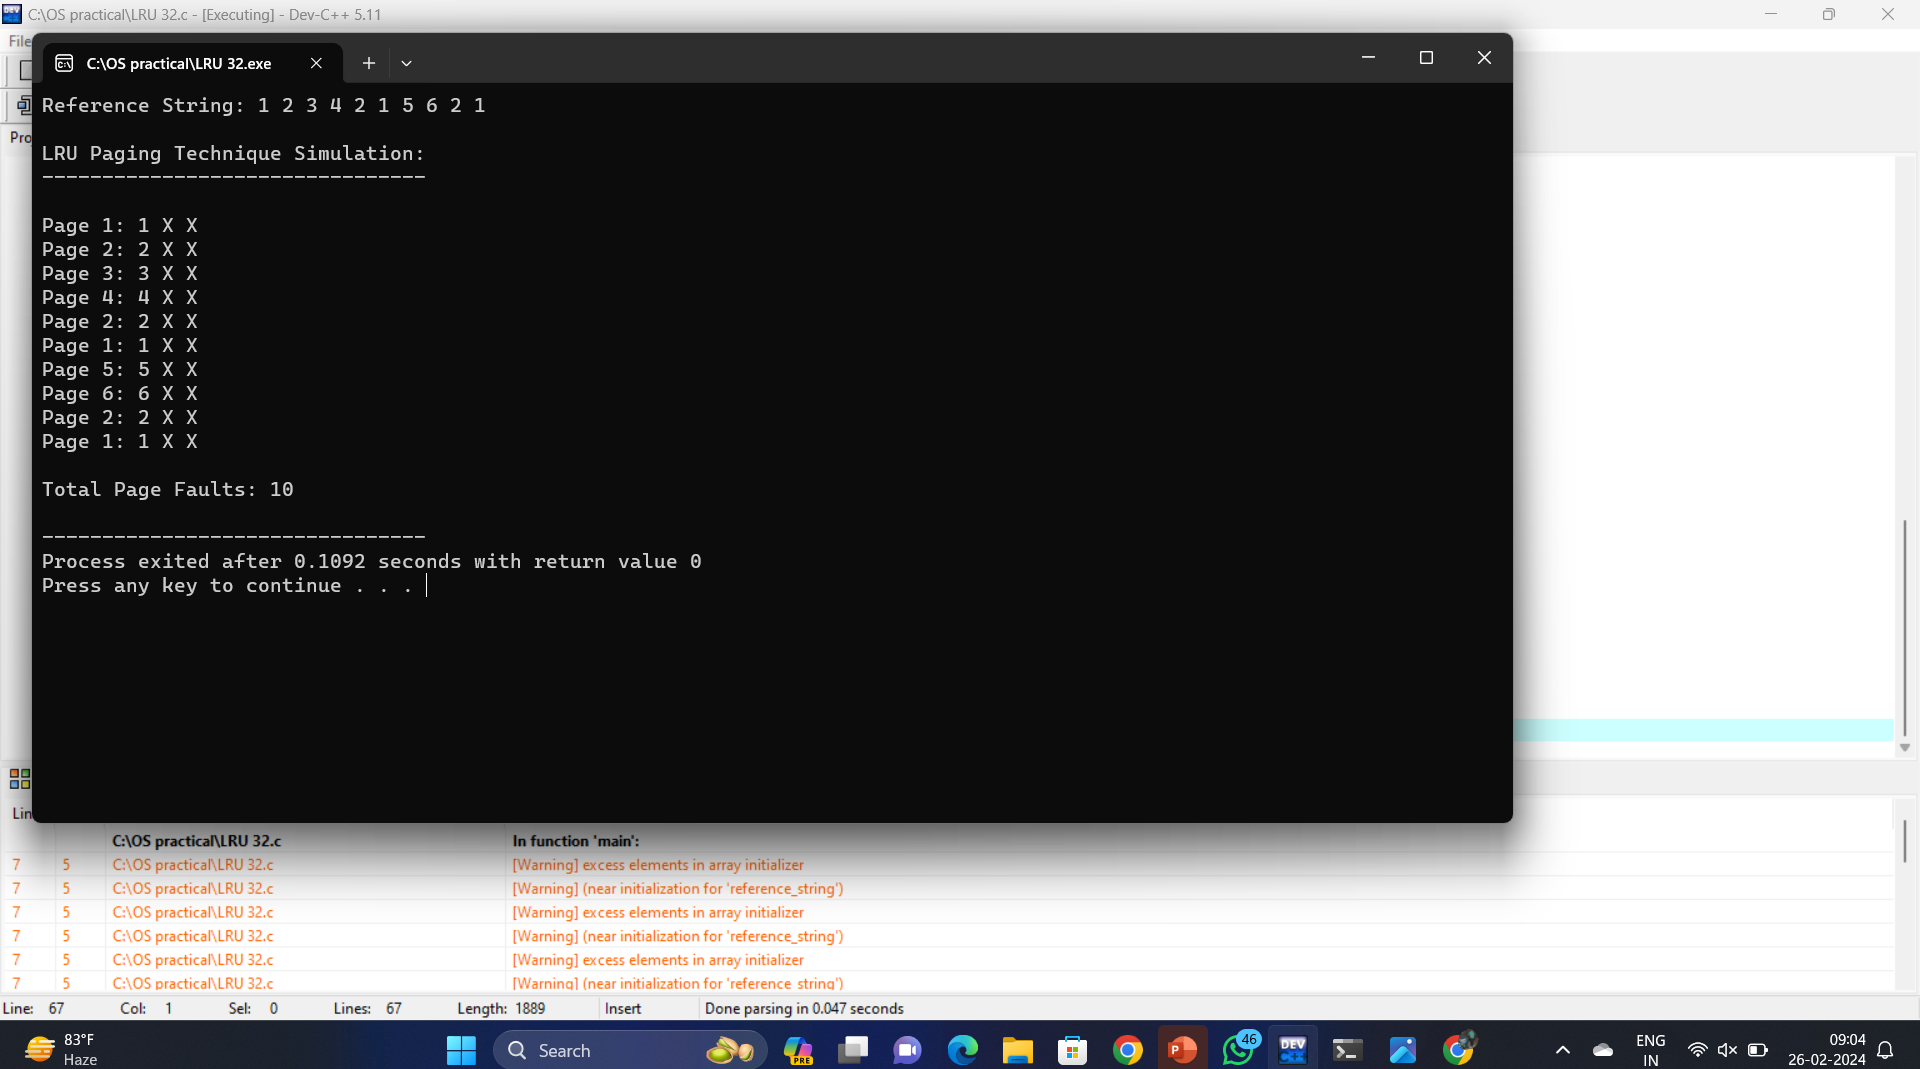 C:\OS practical\LRU 32.c - [Executing] - Dev-C++ 5.11
File
C:\OS practical\LRU 32.exe
Reference String: 1 2 3 4 2 1 5 6 2 1
LRU Paging Technique Simulation:
--------------------------------
Page 1: 1 X X
Page 2: 2 X X
Page 3: 3 X X
Page 4: 4 X X
Page 2: 2 X X
Page 1: 1 X X
Page 5: 5 X X
Page 6: 6 X X
Page 2: 2 X X
Page 1: 1 X X
Total Page Faults: 10
--------------------------------
Process exited after 0.1092 seconds with return value 0
Press any key to continue . . .
C:\OS practical\LRU 32.c In function 'main':
7 5 C:\OS practical\LRU 32.c [Warning] excess elements in array initializer
7 5 C:\OS practical\LRU 32.c [Warning] (near initialization for 'reference_string')
7 5 C:\OS practical\LRU 32.c [Warning] excess elements in array initializer
7 5 C:\OS practical\LRU 32.c [Warning] (near initialization for 'reference_string')
7 5 C:\OS practical\LRU 32.c [Warning] excess elements in array initializer
7 5 C:\OS practical\LRU 32.c [Warning] (near initialization for 'reference_string')
Line: 67 Col: 1 Sel: 0 Lines: 67 Length: 1889 Insert Done parsing in 0.047 seconds
83°F
Haze
Search
PRE
46
DEV
C++
ENG
IN
09:04
26-02-2024